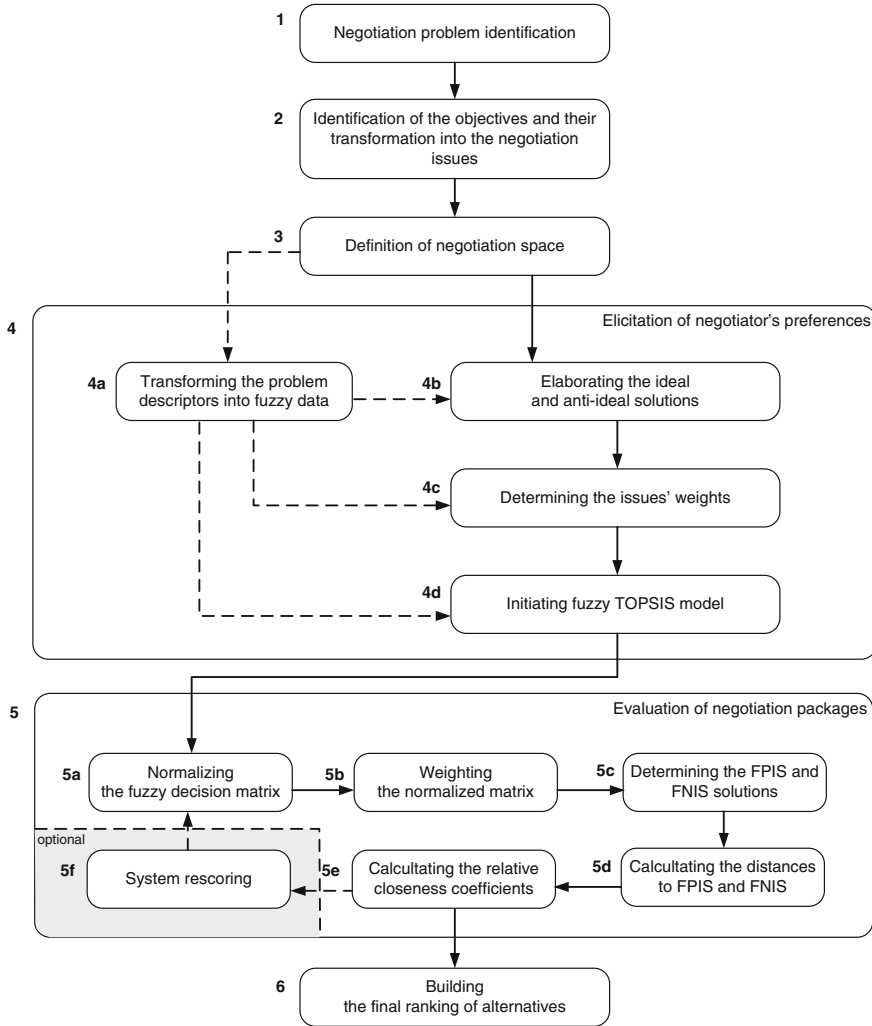 1
Negotiation problem identification
2
Identification of the objectives and their
transformation into the negotiation
issues
3
Definition of negotiation space
4
Elicitation of negotiator's preferences
4a
Transforming the problem
descriptors into fuzzy data
4b
Elaborating the ideal
and anti-ideal solutions
4c
Determining the issues' weights
4d
Initiating fuzzy TOPSIS model
5
Evaluation of negotiation packages
5a
Normalizing
the fuzzy decision matrix
5b
Weighting
the normalized matrix
5c
Determining the FPIS and
FNIS solutions
5d
Calcultating the distances
to FPIS and FNIS
5e
Calcultating the relative
closeness coefficients
optional
5f
System rescoring
6
Building
the final ranking of alternatives